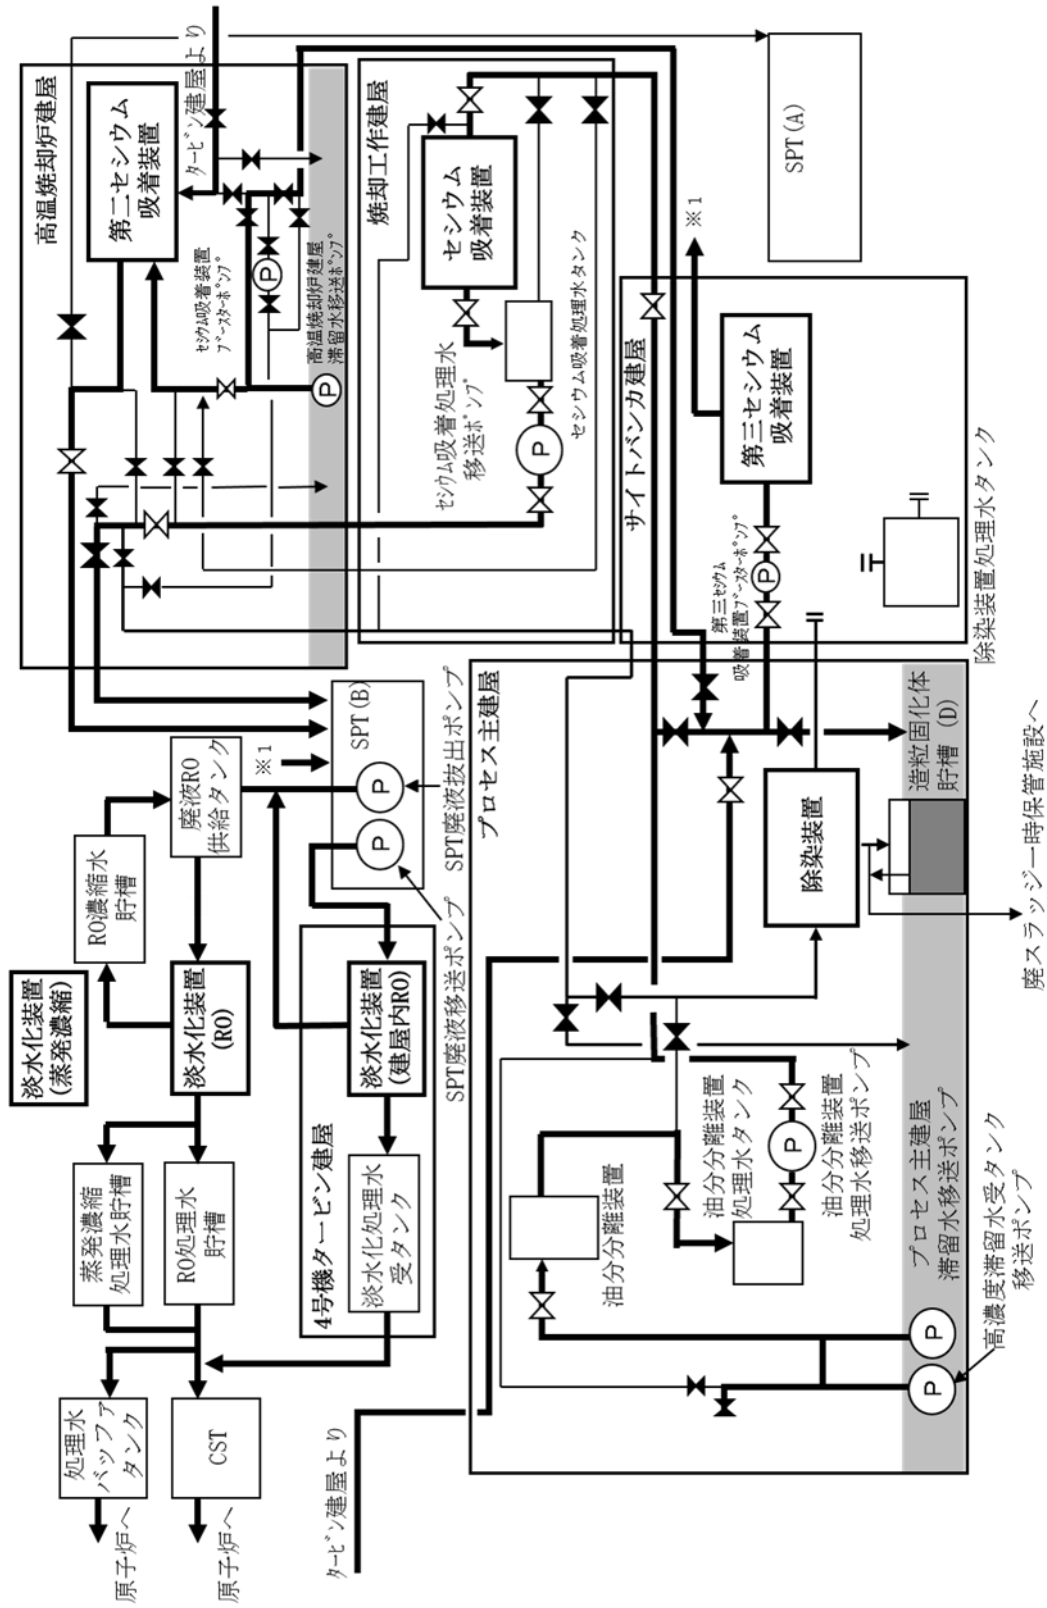 タービン建屋より
高温焼却炉建屋
第二セシウム
吸着装置
セシウム吸着装置
ブースターポンプ
P
高温焼却炉建屋
滞留水移送ポンプ
P
焼却工作建屋
セシウム
吸着装置
セシウム吸着処理水
移送ポンプ
P
セシウム吸着処理水タンク
SPT(A)
※1
サイトバンカ建屋
第三セシウム
吸着装置
第三セシウム
吸着装置ブースターポンプ
P
除染装置処理水タンク
SPT(B)
※1
P
P
SPT廃液抜出ポンプ
SPT廃液移送ポンプ
廃液RO
供給タンク
RO濃縮水
貯槽
淡水化装置
(蒸発濃縮)
淡水化装置
(RO)
蒸発濃縮
処理水貯槽
RO処理水
貯槽
4号機タービン建屋
淡水化装置
(建屋内RO)
淡水化処理水
受タンク
処理水
バッファ
タンク
CST
原子炉へ
原子炉へ
タービン建屋より
プロセス主建屋
造粒固化体
貯槽(D)
除染装置
廃スラッジ一時保管施設へ
油分分離装置
油分分離装置
処理水タンク
P
油分分離装置
処理水移送ポンプ
プロセス主建屋
滞留水移送ポンプ
P
P
高濃度滞留水受タンク
移送ポンプ